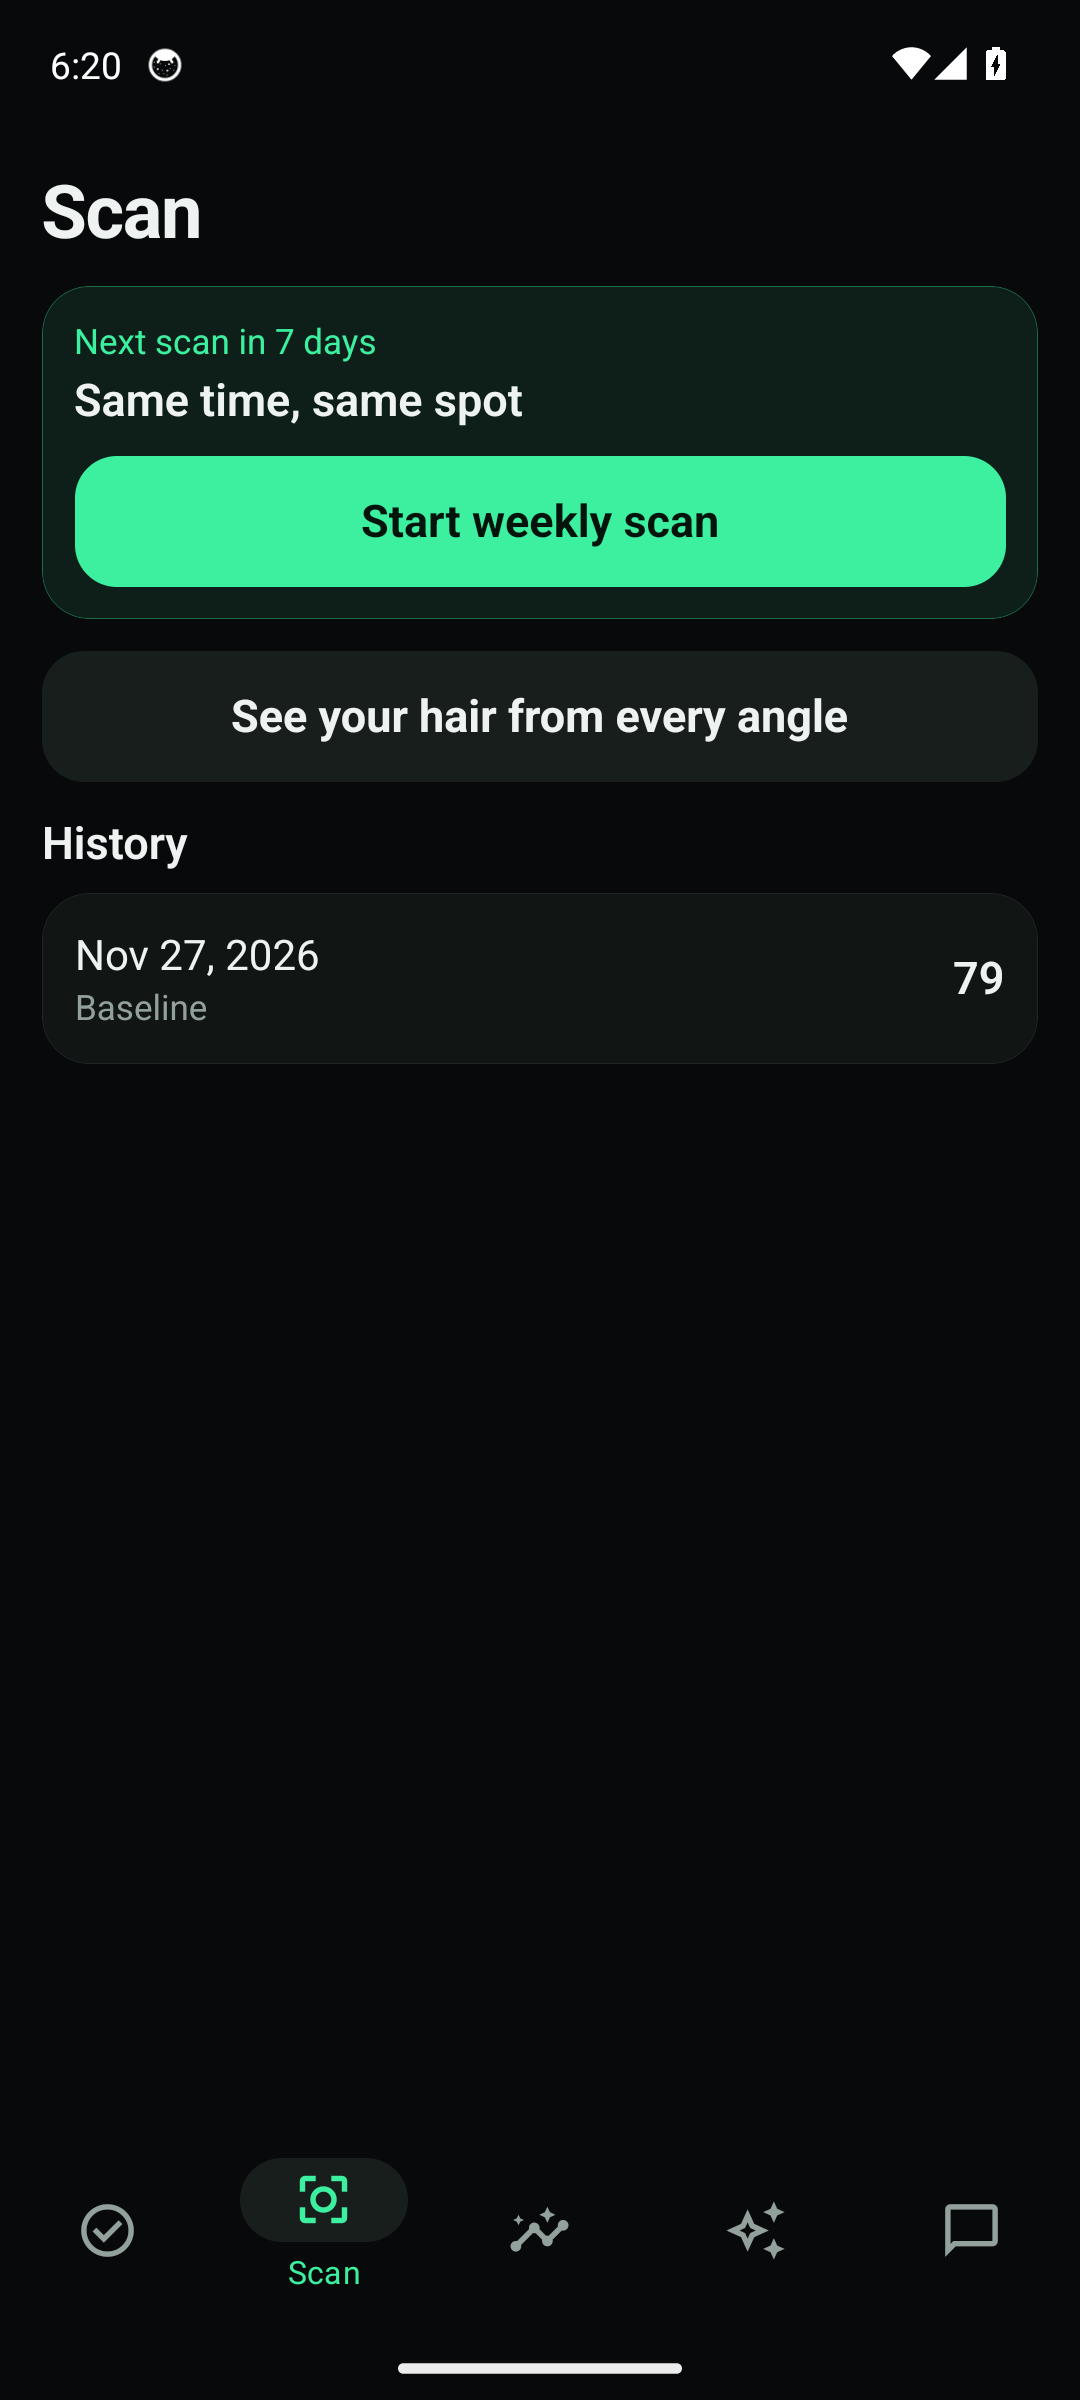 6:20
Scan
Next scan in 7 days
Same time, same spot
Start weekly scan
See your hair from every angle
History
Nov 27, 2026
79
Baseline
Scan